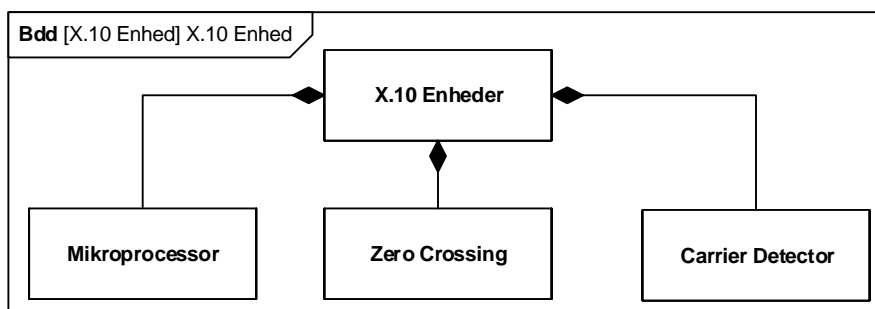 Bdd [X.10 Enhed] X.10 Enhed
X.10 Enheder
Mikroprocessor
Zero Crossing
Carrier Detector